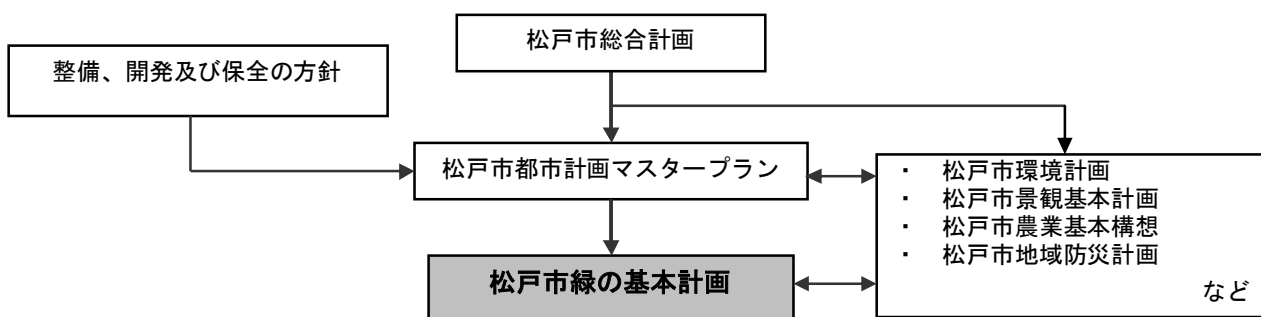 松戸市総合計画
整備、開発及び保全の方針
松戸市都市計画マスタープラン
・ 松戸市環境計画
・ 松戸市景観基本計画
・ 松戸市農業基本構想
・ 松戸市地域防災計画
など
松戸市緑の基本計画